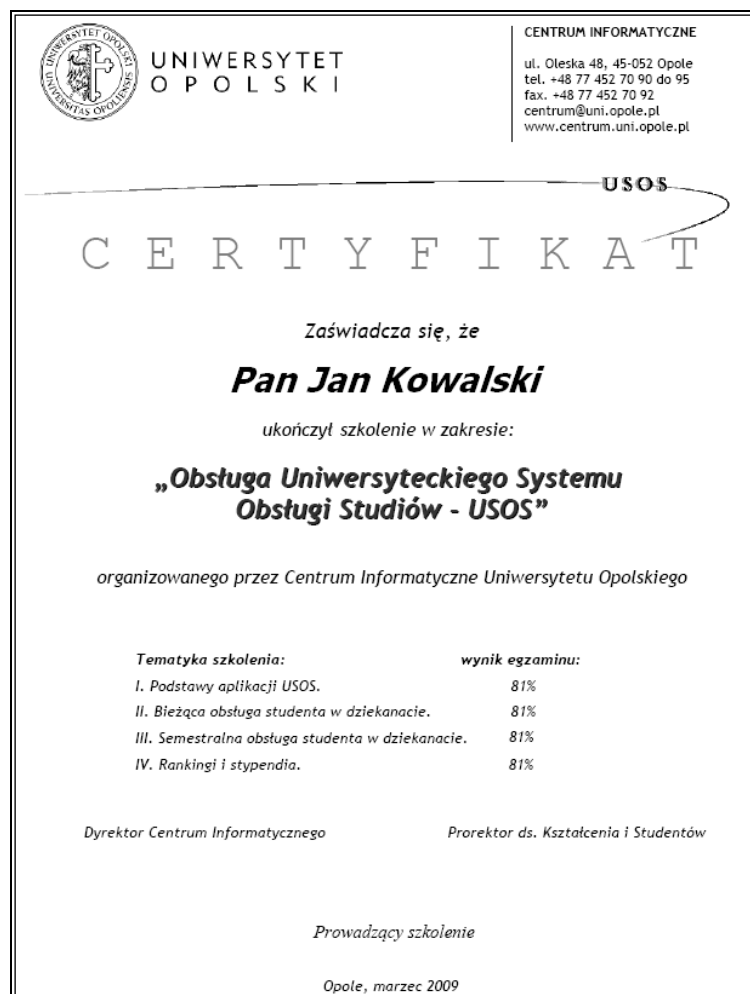 UNIWERSYTET OPOLSKI
UNIVERSITAS OPOLIENSIS
UNIWERSYTET
OPOLSKI
CENTRUM INFORMATYCZNE
ul. Oleska 48, 45-052 Opole
tel. +48 77 452 70 90 do 95
fax. +48 77 452 70 92
centrum@uni.opole.pl
www.centrum.uni.opole.pl
USOS
CERTYFIKAT
Zaświadcza się, że
Pan Jan Kowalski
ukończył szkolenie w zakresie:
„Obsługa Uniwersyteckiego Systemu
Obsługi Studiów - USOS”
organizowanego przez Centrum Informatyczne Uniwersytetu Opolskiego
Tematyka szkolenia: wynik egzaminu:
I. Podstawy aplikacji USOS. 81%
II. Bieżąca obsługa studenta w dziekanacie. 81%
III. Semestralna obsługa studenta w dziekanacie. 81%
IV. Rankingi i stypendia. 81%
Dyrektor Centrum Informatycznego Prorektor ds. Kształcenia i Studentów
Prowadzący szkolenie
Opole, marzec 2009